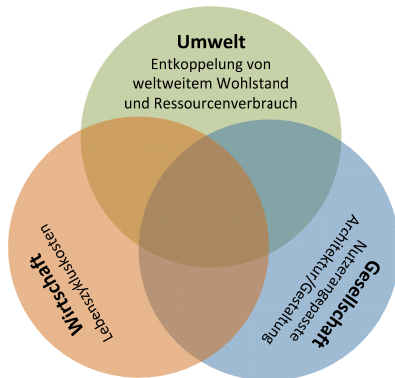 Umwelt
Entkoppelung von
weltweitem Wohlstand
und Ressourcenverbrauch
Wirtschaft
Lebenszykluskosten
Gesellschaft
Nutzerangepasste
Architektur/Gestaltung